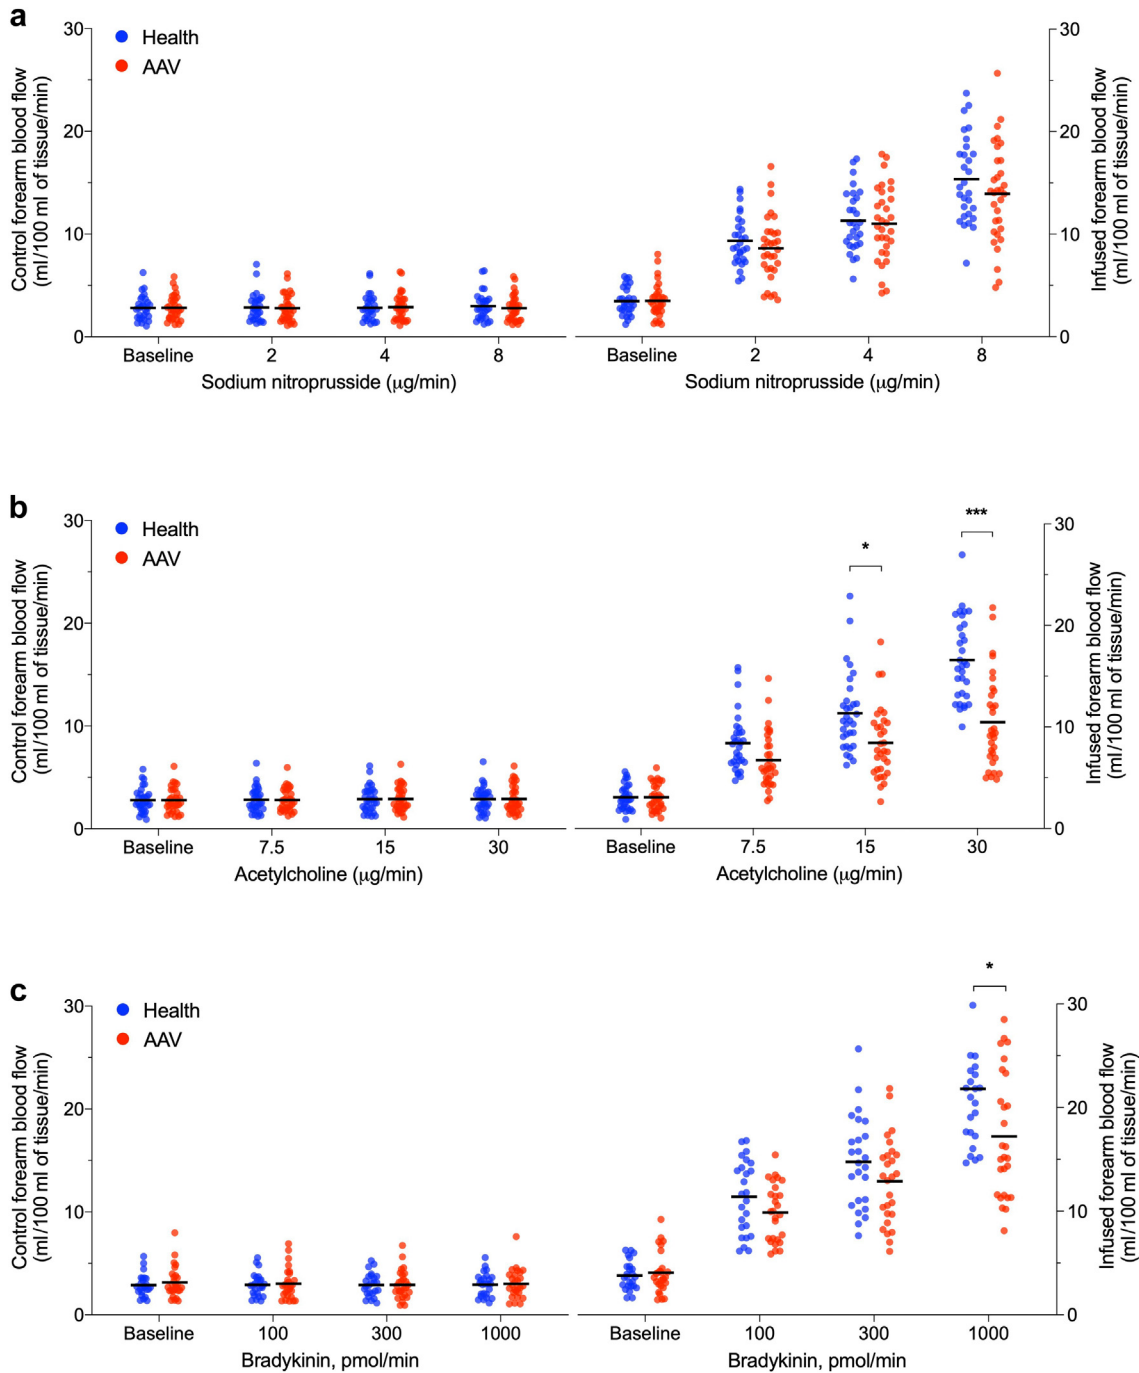 a
Health
AAV
Control forearm blood flow
(ml/100 ml of tissue/min)
30
20
10
0
Baseline
2
4
8
Sodium nitroprusside (μg/min)
Infused forearm blood flow
(ml/100 ml of tissue/min)
30
20
10
0
Baseline
2
4
8
Sodium nitroprusside (μg/min)
b
Health
AAV
Control forearm blood flow
(ml/100 ml of tissue/min)
30
20
10
0
Baseline
7.5
15
30
Acetylcholine (μg/min)
*
***
Infused forearm blood flow
(ml/100 ml of tissue/min)
30
20
10
0
Baseline
7.5
15
30
Acetylcholine (μg/min)
c
Health
AAV
Control forearm blood flow
(ml/100 ml of tissue/min)
30
20
10
0
Baseline
100
300
1000
Bradykinin, pmol/min
*
Infused forearm blood flow
(ml/100 ml of tissue/min)
30
20
10
0
Baseline
100
300
1000
Bradykinin, pmol/min